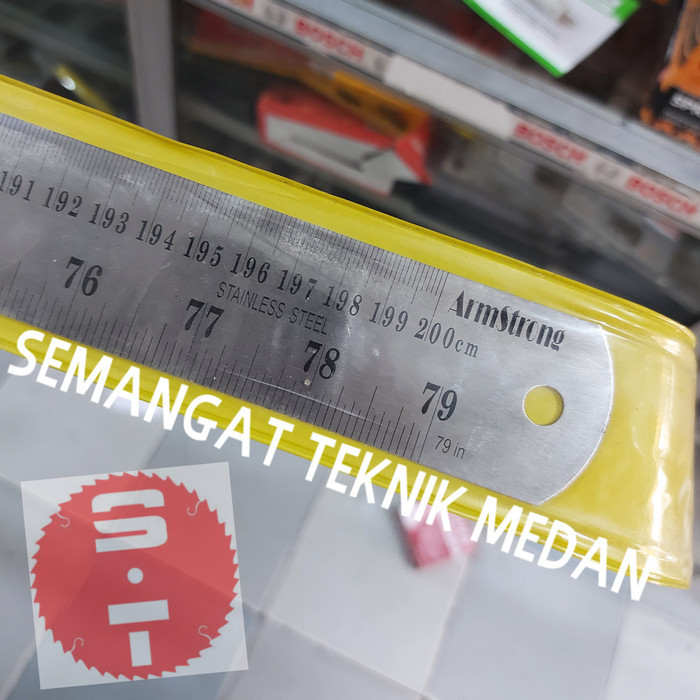 BOSCH
BOSCH
BOSCH
191 192 193 194 195 196 197 198 199 200cm
ArmStrong
STAINLESS STEEL
76 77 78 79
79 in
SEMANGAT TEKNIK MEDAN
S.T